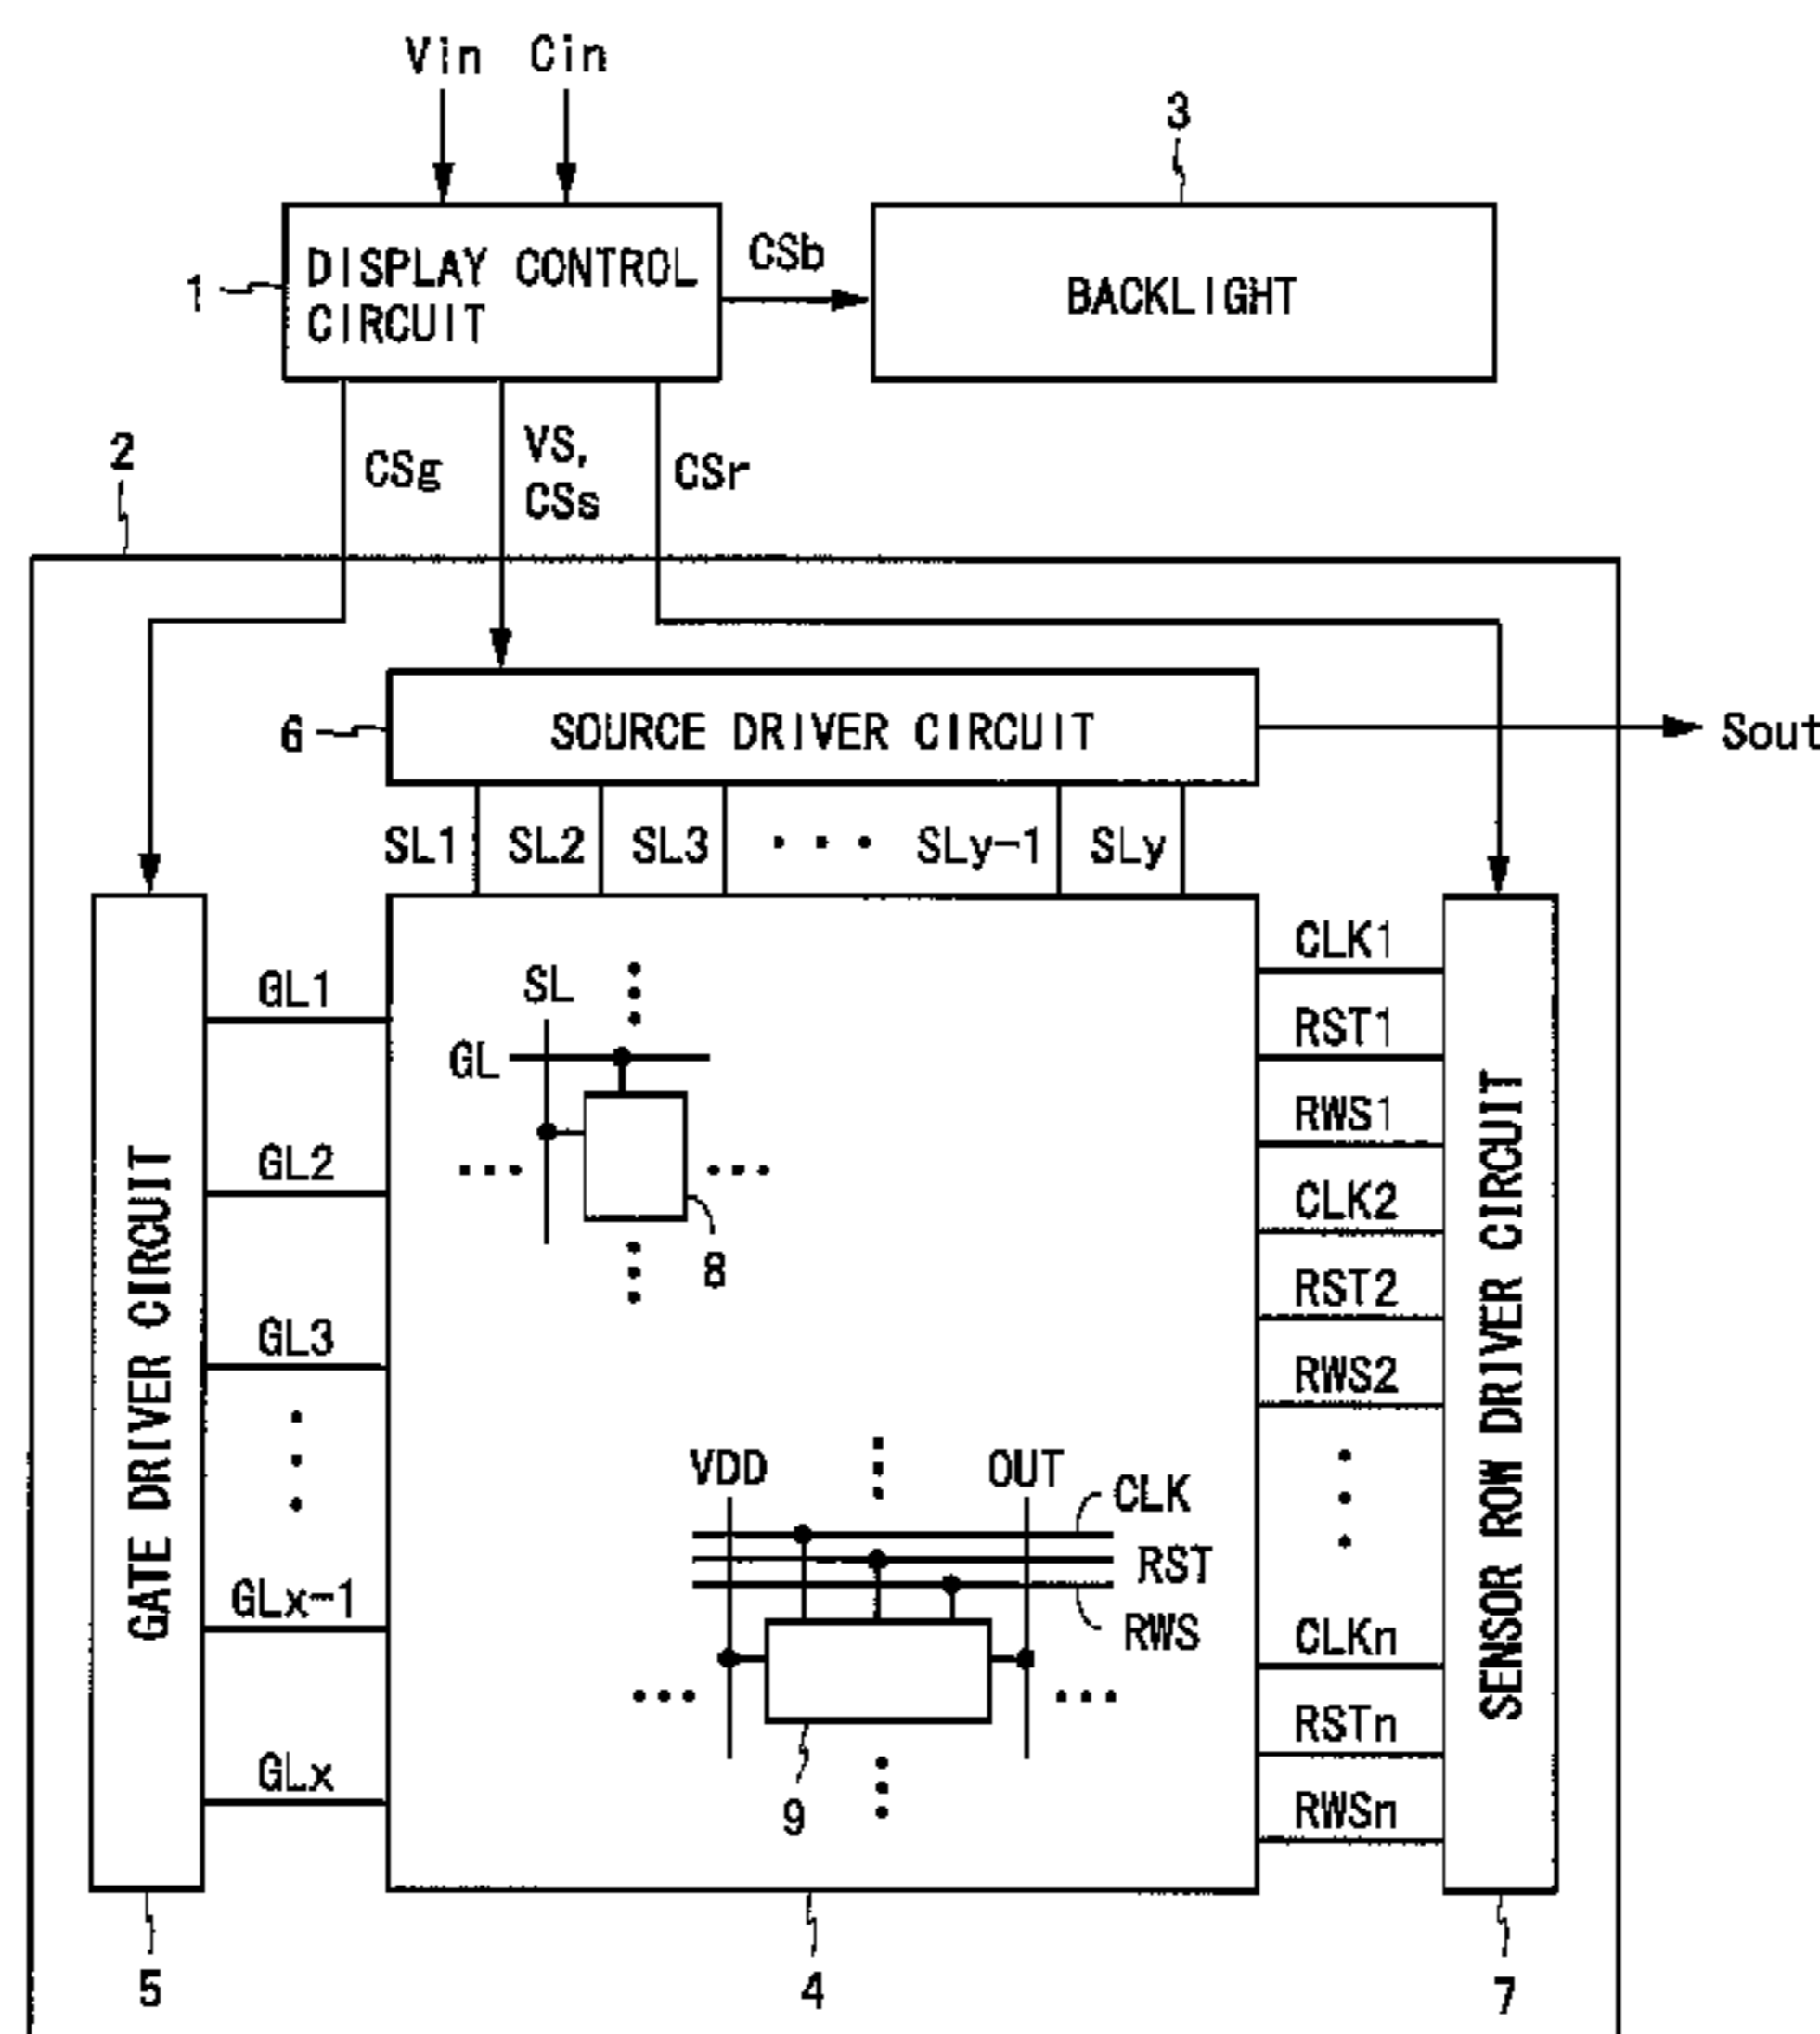 Vin Cin
3
1
DISPLAY CONTROL
CIRCUIT
CSb
BACKLIGHT
2
CSg
VS,
CSs
CSr
6
SOURCE DRIVER CIRCUIT
Sout
SL1 SL2 SL3 ... SLy-1 SLy
GATE DRIVER CIRCUIT
GL1
GL2
GL3
GLx-1
GLx
SL
GL
8
VDD
OUT
CLK
RST
RWS
9
CLK1
RST1
RWS1
CLK2
RST2
RWS2
CLKn
RSTn
RWSn
SENSOR ROW DRIVER CIRCUIT
5
4
7